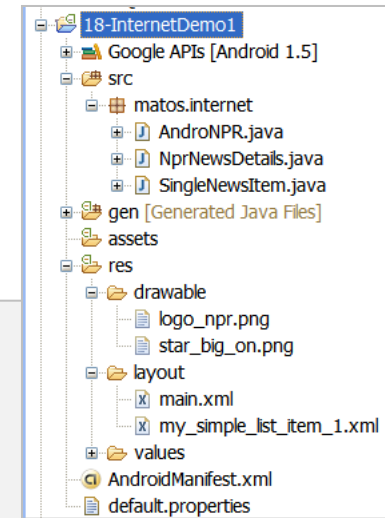 18-InternetDemo1
Google APIs [Android 1.5]
src
matos.internet
AndroNPR.java
NprNewsDetails.java
SingleNewsItem.java
gen [Generated Java Files]
assets
res
drawable
logo_npr.png
star_big_on.png
layout
main.xml
my_simple_list_item_1.xml
values
AndroidManifest.xml
default.properties